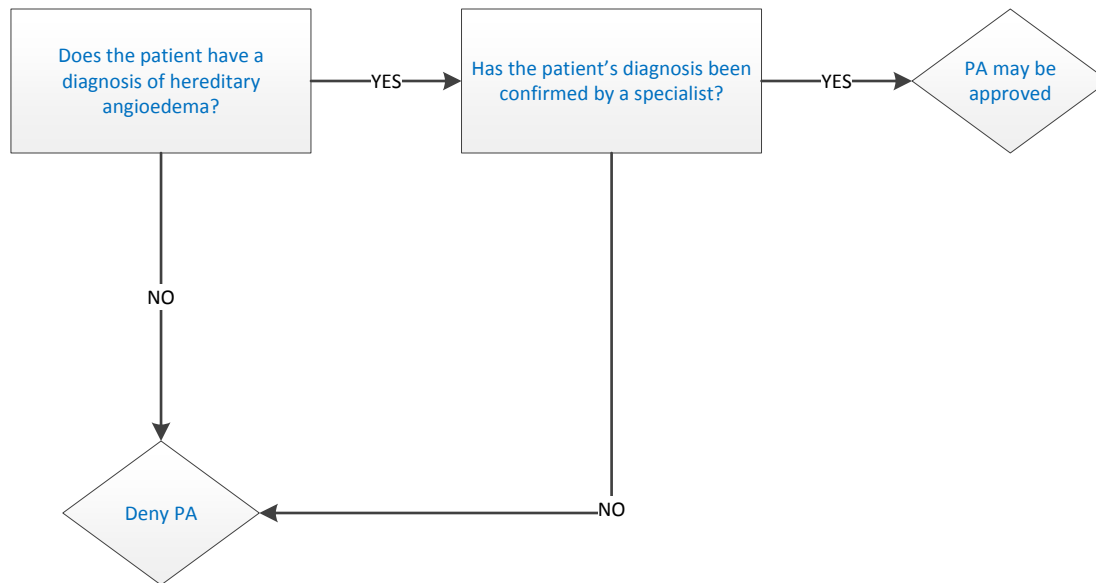 Does the patient have a
diagnosis of hereditary
angioedema?
YES
Has the patient’s diagnosis been
confirmed by a specialist?
YES
PA may be
approved
NO
Deny PA
NO